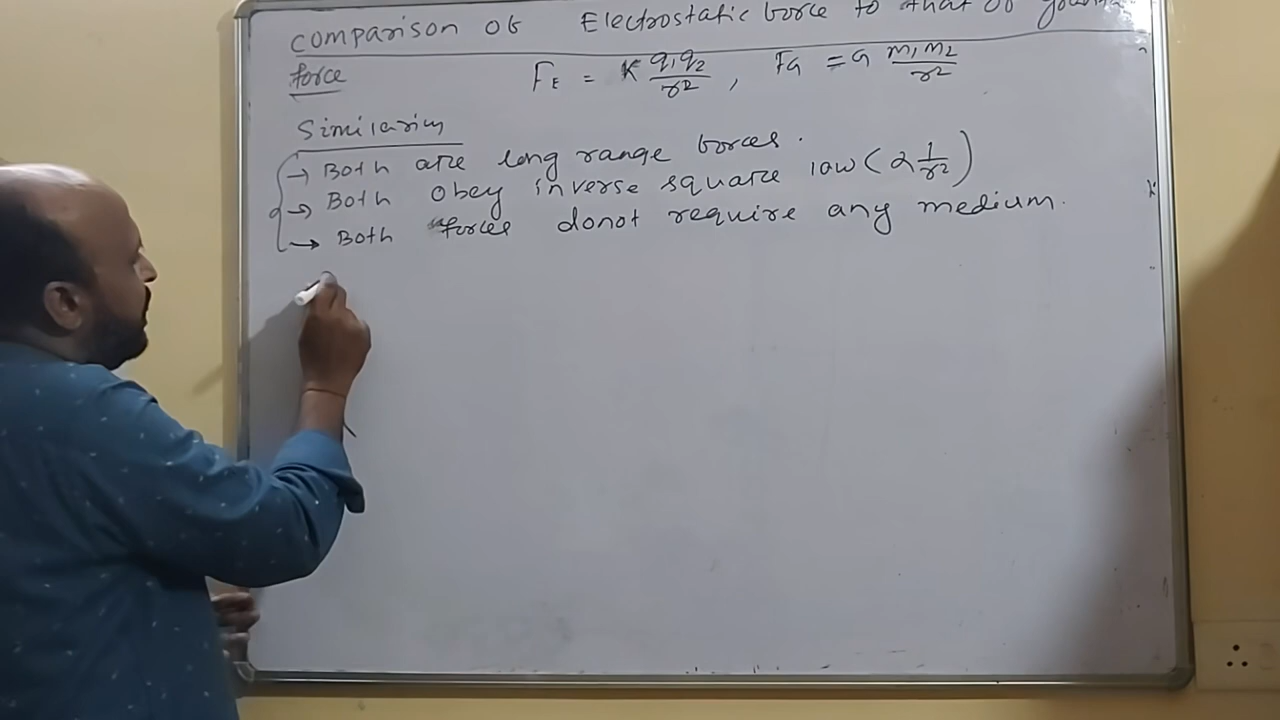 comparison of Electrostatic force to that of
force
F_E = K q₁q₂/r² , F_G = G m₁m₂/r²
Similarity
→ Both are long range forces.
→ Both obey inverse square law (α 1/r²)
→ Both forces donot require any medium.